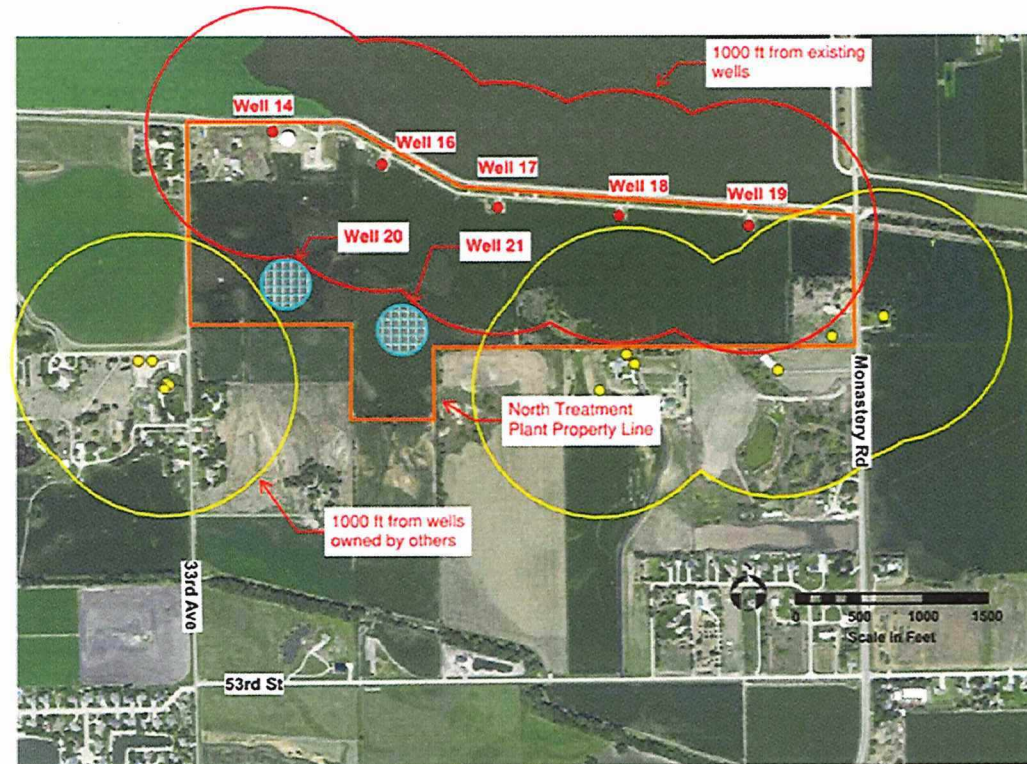 1000 ft from existing
wells
Well 14
Well 16
Well 17
Well 18
Well 19
Well 20
Well 21
North Treatment
Plant Property Line
1000 ft from wells
owned by others
Monastery Rd
33rd Ave
53rd St
0 500 1000 1500
Scale in Feet